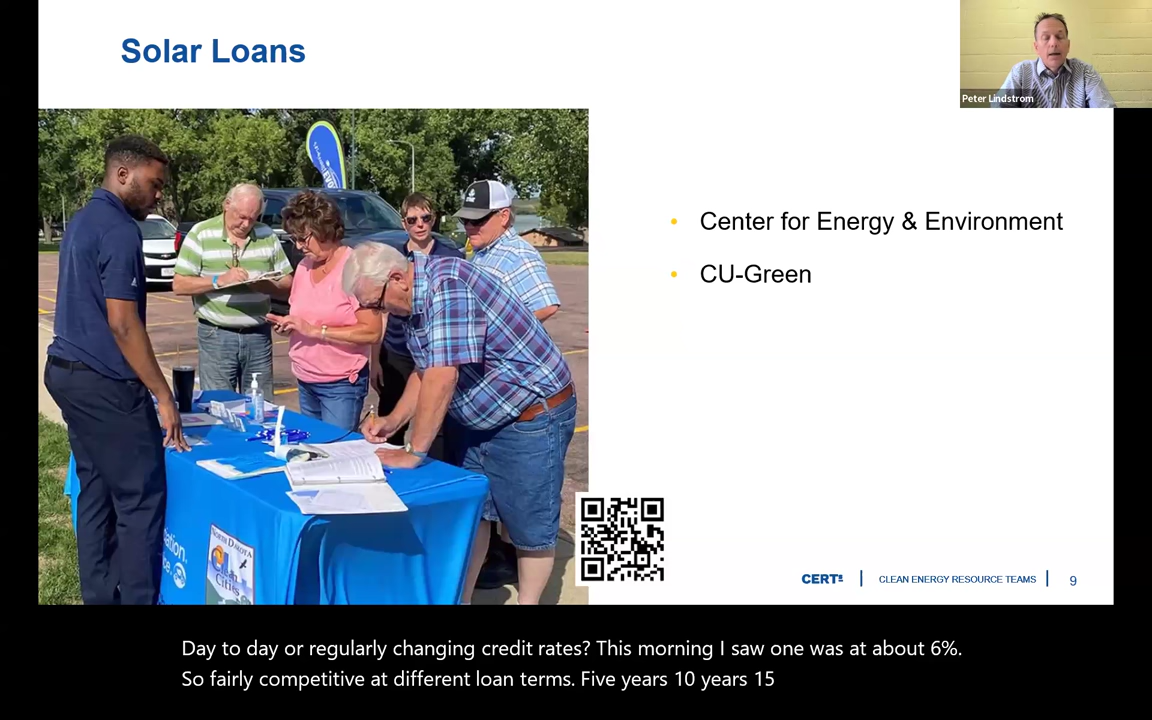 Solar Loans
Peter Lindstrom
• Center for Energy & Environment
• CU-Green
NORTH DAKOTA
CERTs
CLEAN ENERGY RESOURCE TEAMS
9
Day to day or regularly changing credit rates? This morning I saw one was at about 6%.
So fairly competitive at different loan terms. Five years 10 years 15